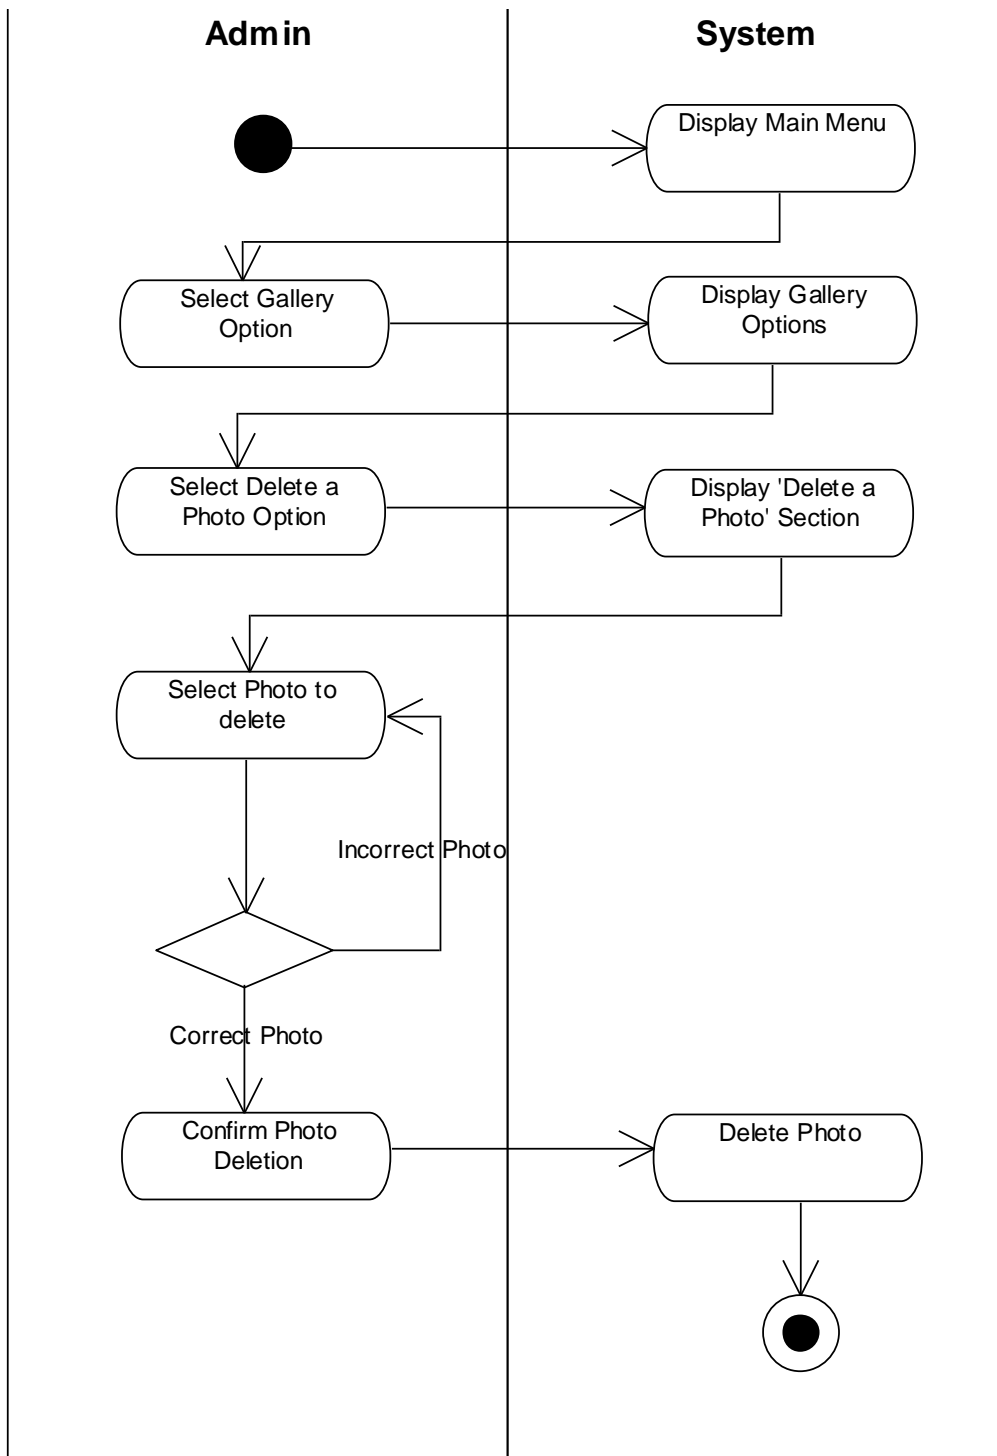 Admin
System
Display Main Menu
Select Gallery
Option
Display Gallery
Options
Select Delete a
Photo Option
Display 'Delete a
Photo' Section
Select Photo to
delete
Incorrect Photo
Correct Photo
Confirm Photo
Deletion
Delete Photo